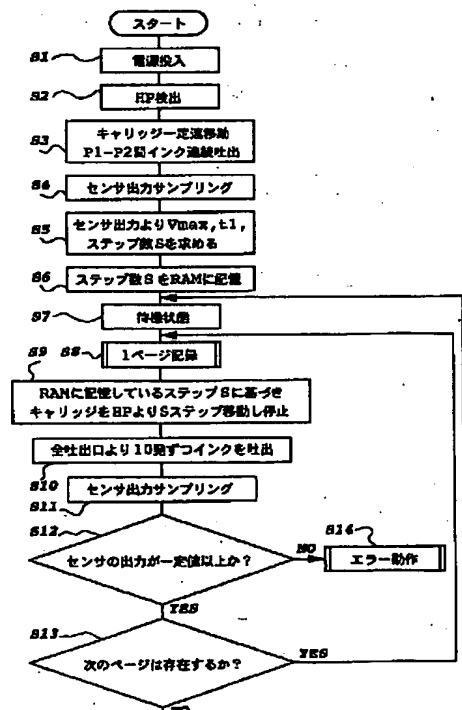 スタート
S1
電源投入
S2
HP検出
S3
キャリッジ一定速移動
P1-P2間インク連続吐出
S4
センサ出力サンプリング
S5
センサ出力よりVmax,t1,
ステップ数Sを求める
S6
ステップ数SをRAMに記憶
S7
待機状態
S8
1ページ記録
S9
RAMに記憶しているステップSに基づき
キャリッジをHPよりSステップ移動し停止
全吐出口より10発ずつインクを吐出
S10
センサ出力サンプリング
S11
S12
センサの出力が一定値以上か?
NO
S14
エラー動作
YES
S13
次のページは存在するか?
YES
NO